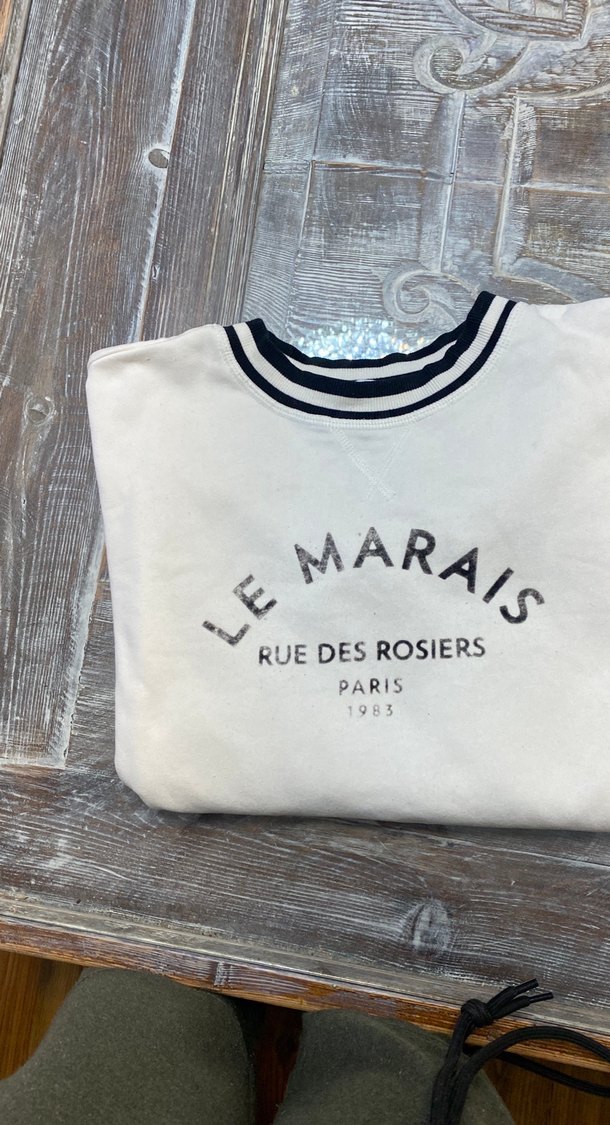 LE MARAIS
RUE DES ROSIERS
PARIS
1983